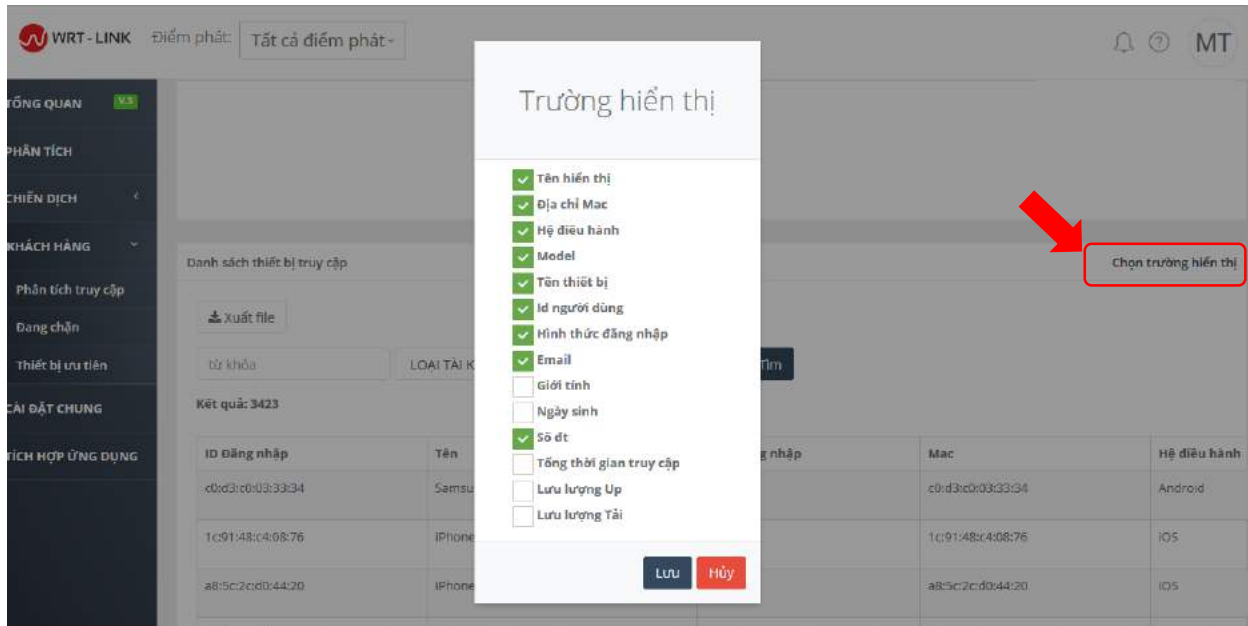 WRT-LINK Điểm phát: Tất cả điểm phát MT
TỔNG QUAN V.3
PHÂN TÍCH
CHIẾN DỊCH
KHÁCH HÀNG
Phân tích truy cập
Đang chặn
Thiết bị ưu tiên
CÀI ĐẶT CHUNG
TÍCH HỢP ỨNG DỤNG
Trường hiển thị
Tên hiển thị
Địa chỉ Mac
Hệ điều hành
Model
Tên thiết bị
Id người dùng
Hình thức đăng nhập
Email
Giới tính
Ngày sinh
Số đt
Tổng thời gian truy cập
Lưu lượng Up
Lưu lượng Tải
Lưu Hủy
Danh sách thiết bị truy cập Chọn trường hiển thị
Xuất file
từ khóa LOẠI TÀI K Tìm
Kết quả: 3423
ID Đăng nhập Tên g nhập Mac Hệ điều hành
c0:d3:c0:03:33:34 Samsu c0:d3:c0:03:33:34 Android
1c:91:48:c4:08:76 iPhone 1c:91:48:c4:08:76 iOS
a8:5c:2c:d0:44:20 iPhone a8:5c:2c:d0:44:20 iOS